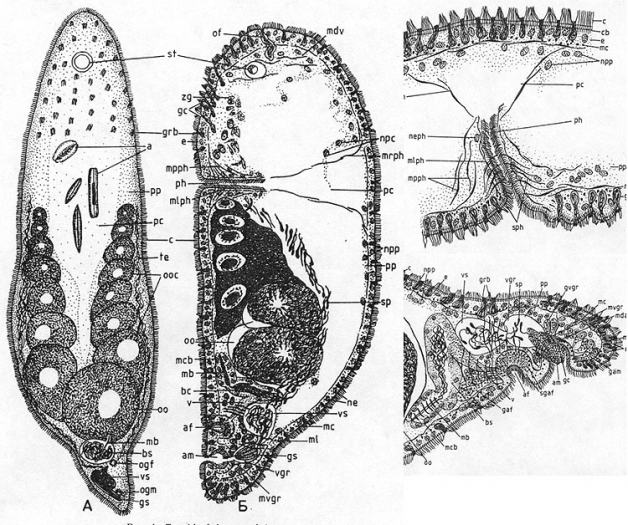 st
grb
a
pp
pc
c
te
ooc
oo
mb
bs
ogf
vs
ogm
gs
А
of
mdv
zg
gc
e
mpph
ph
mlph
npc
mrph
pc
npp
pp
sp
oo
mcb
mb
bc
v
af
am
ne
vs
mc
ml
gs
vgr
mvgr
Б
c
cb
e
mc
npp
pc
ph
neph
mlph
mpph
sph
c
npp
e
vs
grb
vgr
sp
pp
gvgr
mc
mvgr
gam
gc
am
sgaf
af
gaf
v
bs
mb
mcb
oo